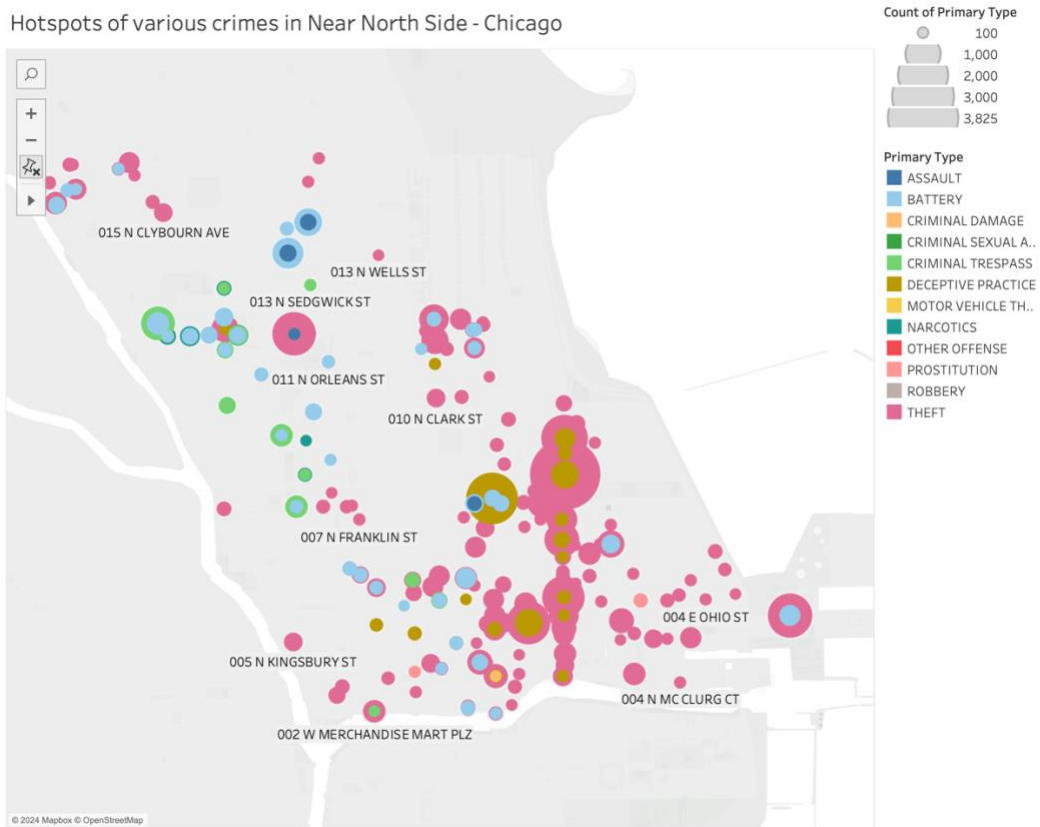 Hotspots of various crimes in Near North Side - Chicago
Count of Primary Type
100
1,000
2,000
3,000
3,825
Primary Type
ASSAULT
BATTERY
CRIMINAL DAMAGE
CRIMINAL SEXUAL A..
CRIMINAL TRESPASS
DECEPTIVE PRACTICE
MOTOR VEHICLE TH..
NARCOTICS
OTHER OFFENSE
PROSTITUTION
ROBBERY
THEFT
015 N CLYBOURN AVE
013 N WELLS ST
013 N SEDGWICK ST
011 N ORLEANS ST
010 N CLARK ST
007 N FRANKLIN ST
004 E OHIO ST
005 N KINGSBURY ST
004 N MC CLURG CT
002 W MERCHANDISE MART PLZ
© 2024 Mapbox © OpenStreetMap